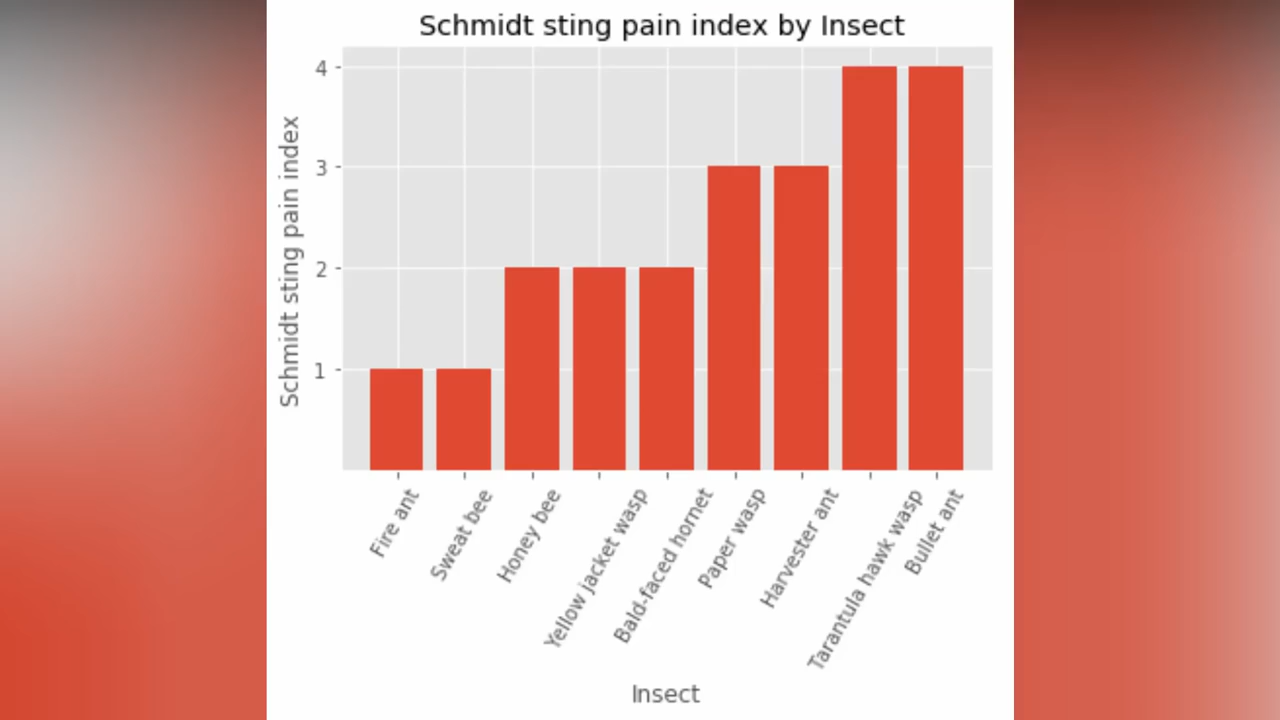 Schmidt sting pain index by Insect
Schmidt sting pain index
4
3
2
1
Fire ant
Sweat bee
Honey bee
Yellow jacket wasp
Bald-faced hornet
Paper wasp
Harvester ant
Tarantula hawk wasp
Bullet ant
Insect